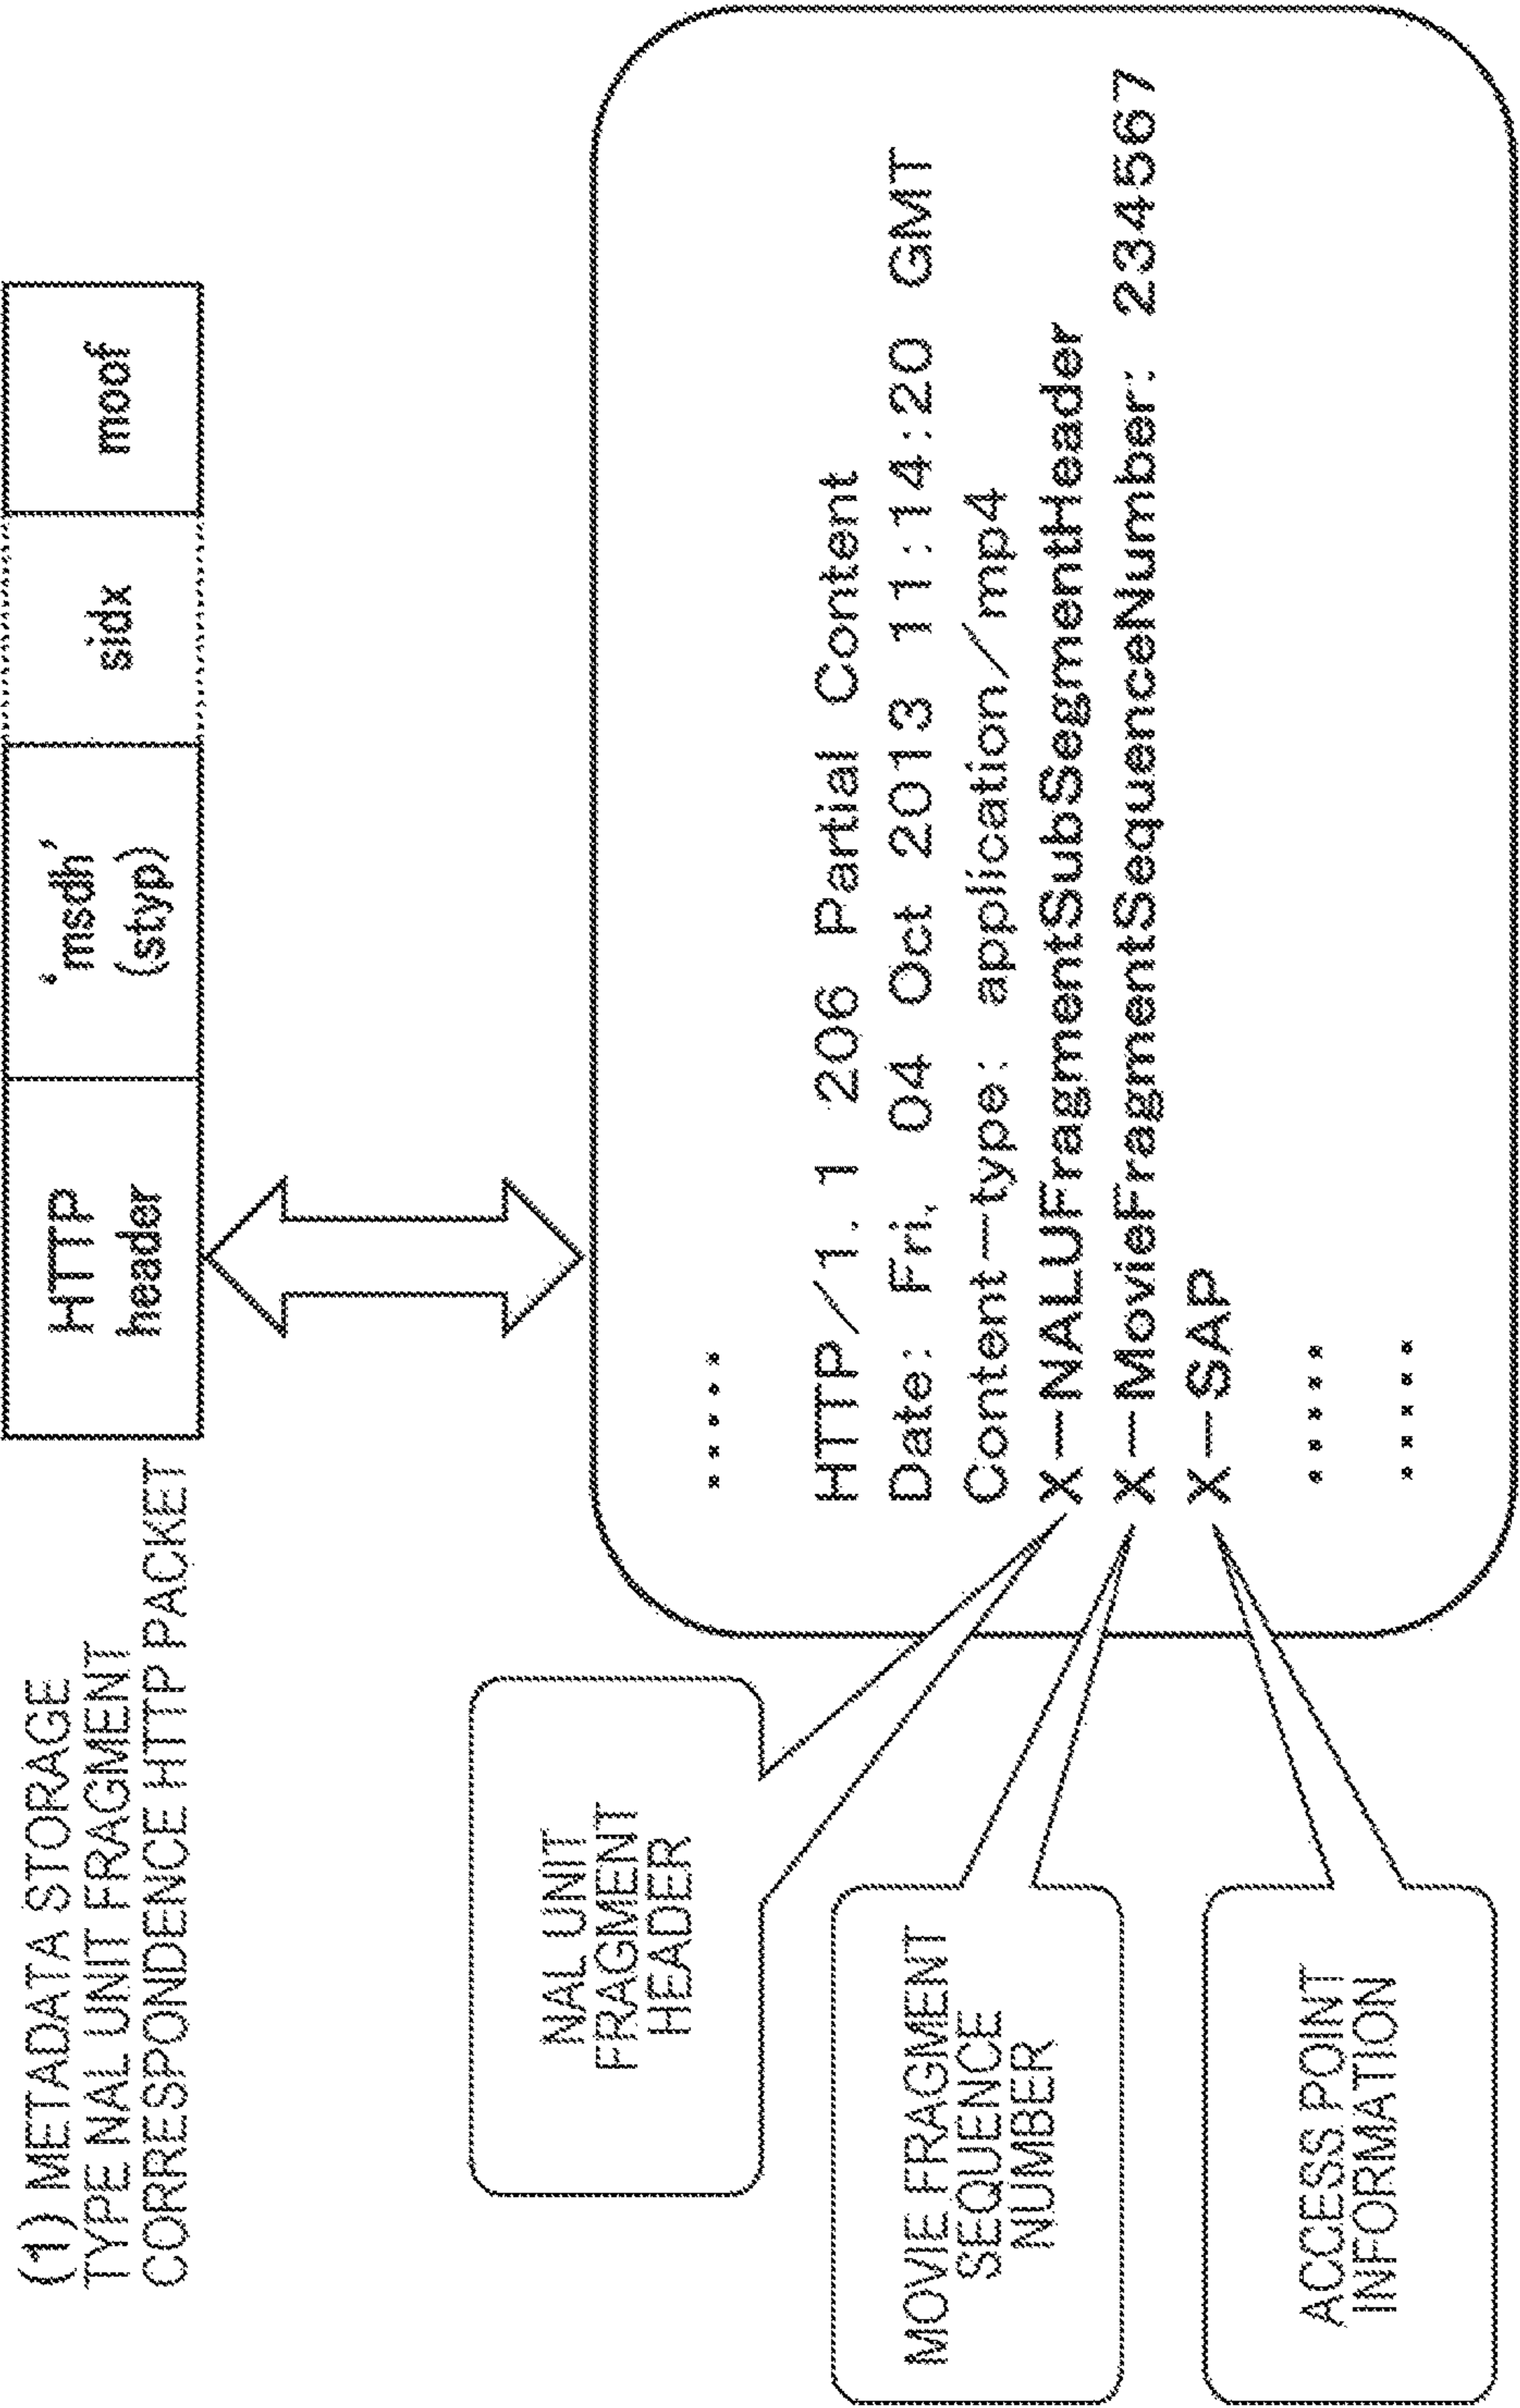 (1) METADATA STORAGE
TYPE NAL UNIT FRAGMENT
CORRESPONDENCE HTTP PACKET
HTTP
header
'msdh'
(styp)
sidx
moof
.....
HTTP/1. 1 206 Partial Content
Date: Fri, 04 Oct 2013 11:14:20 GMT
Content-type: application/mp4
X-NALUFragmentSubSegmentHeader
X-MovieFragmentSequenceNumber: 234567
X-SAP
.....
.....
NAL UNIT
FRAGMENT
HEADER
MOVIE FRAGMENT
SEQUENCE
NUMBER
ACCESS POINT
INFORMATION